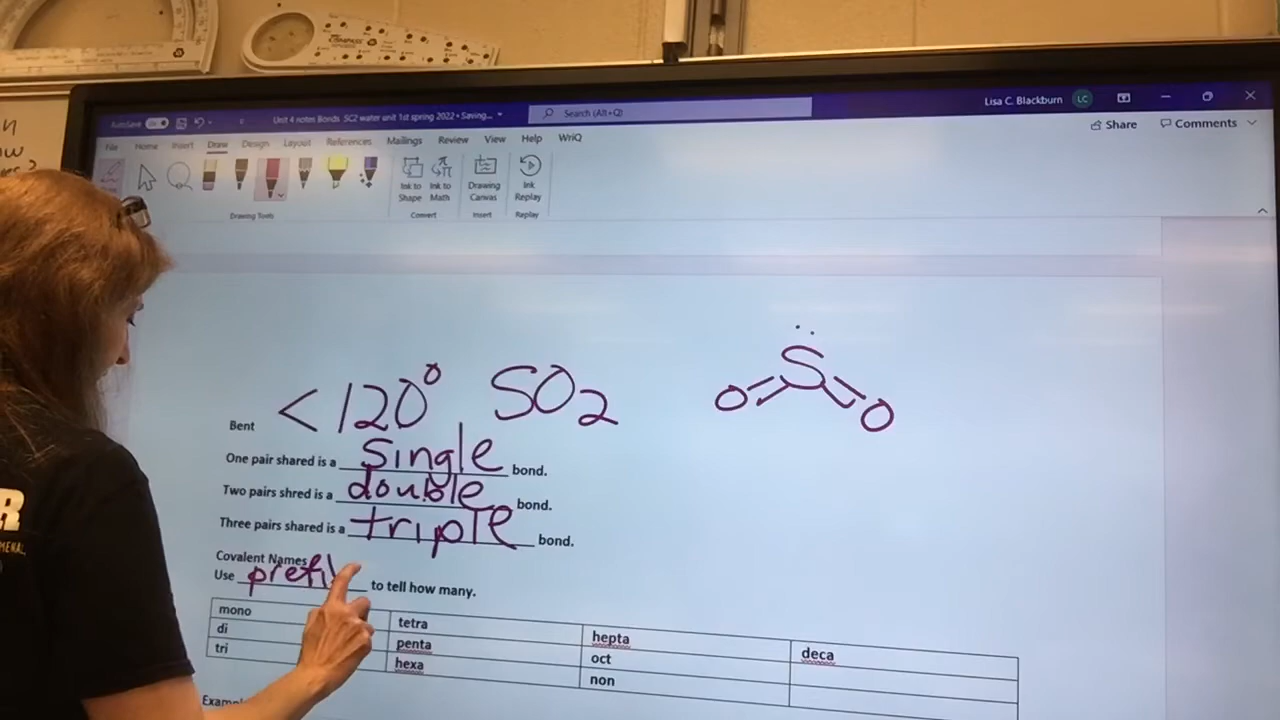 COMPASS
AutoSave
Unit 4 notes Bonds SC2 water unit 1st spring 2022 • Saving...
Search (Alt+Q)
Lisa C. Blackburn LC
File Home Insert Draw Design Layout References Mailings Review View Help WriQ
Share Comments
Ink to Shape
Ink to Math
Drawing Canvas
Ink Replay
Drawing Tools Convert Insert Replay
S
O O
Bent <120° SO2
One pair shared is a single bond.
Two pairs shred is a double bond.
Three pairs shared is a triple bond.
Covalent Names
Use prefi to tell how many.
mono tetra hepta deca
di penta oct
tri hexa non
R